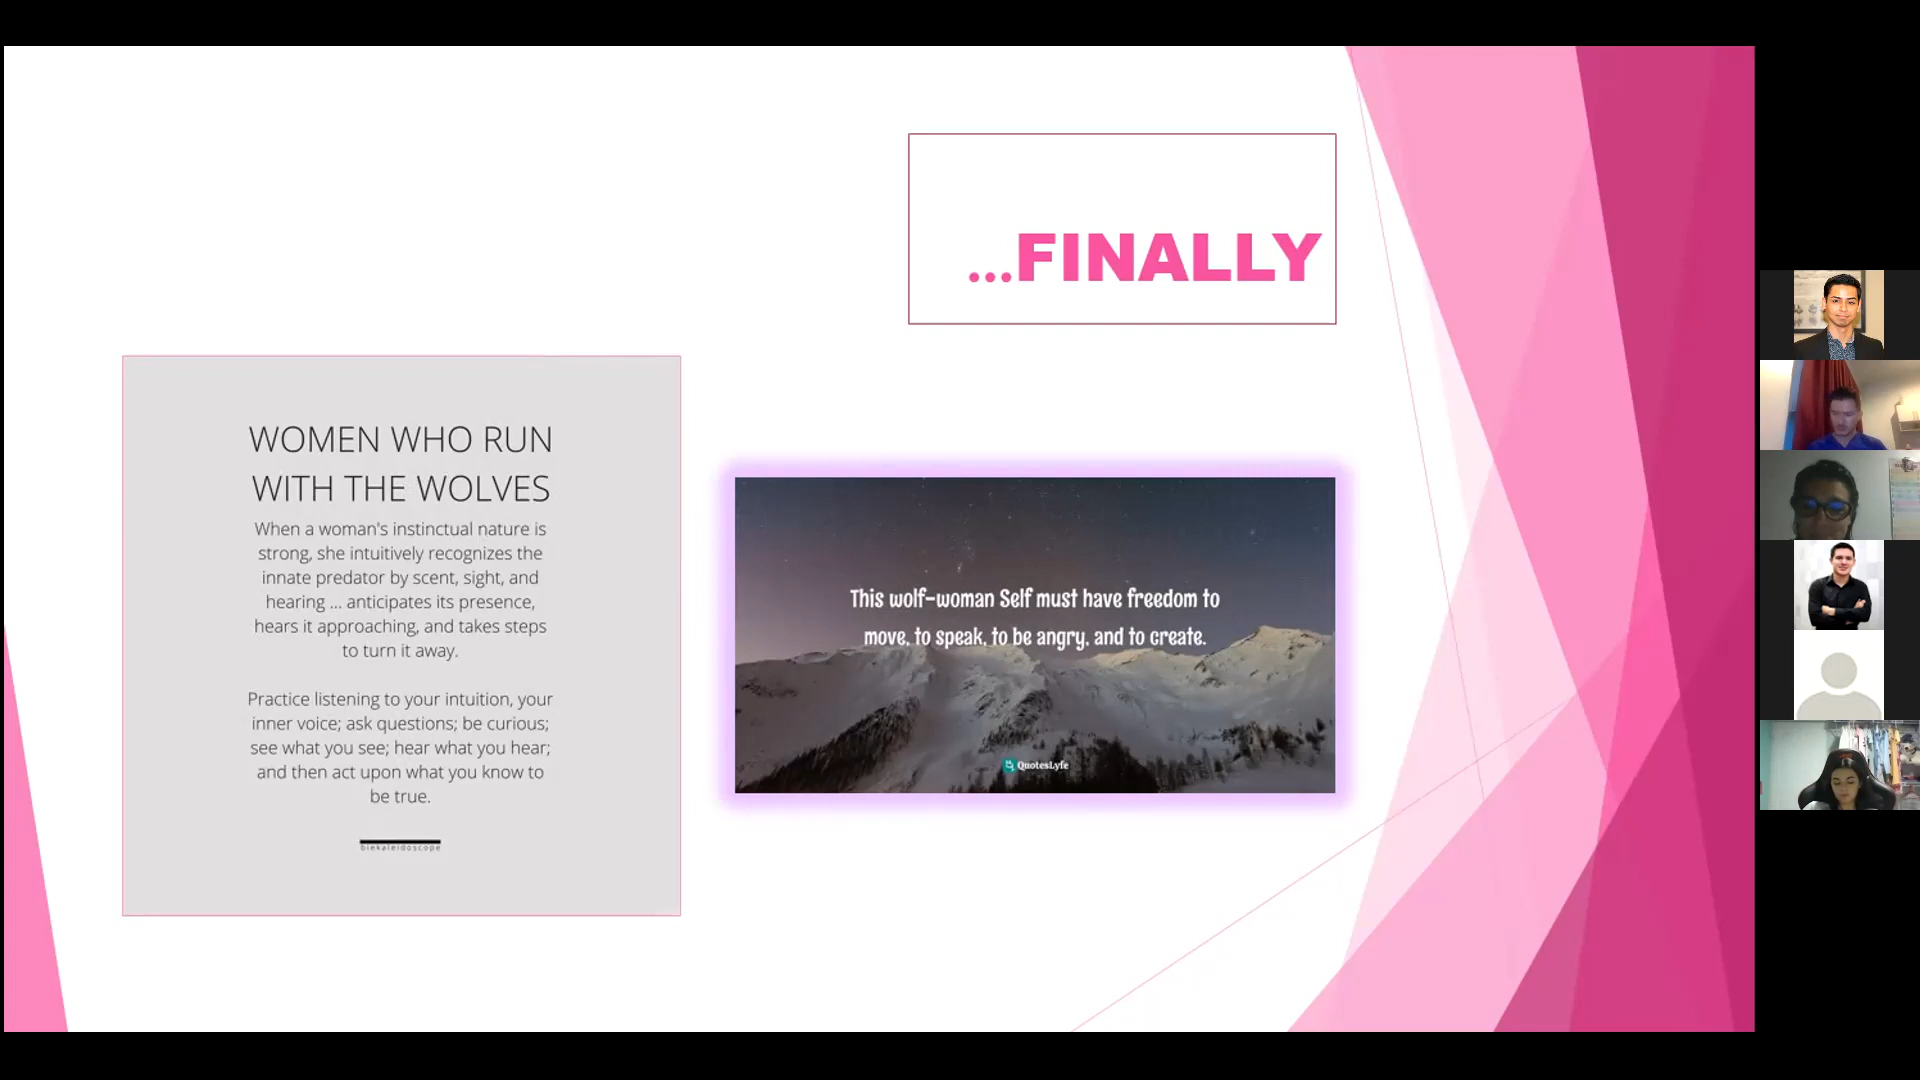 ...FINALLY
WOMEN WHO RUN
WITH THE WOLVES
When a woman's instinctual nature is
strong, she intuitively recognizes the
innate predator by scent, sight, and
hearing ... anticipates its presence,
hears it approaching, and takes steps
to turn it away.
Practice listening to your intuition, your
inner voice; ask questions; be curious;
see what you see; hear what you hear;
and then act upon what you know to
be true.
biekaleidoscope
This wolf-woman Self must have freedom to
move, to speak, to be angry, and to create.
QuotesLyfe